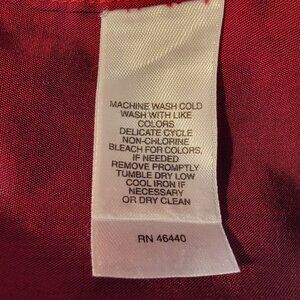 MACHINE WASH COLD
WASH WITH LIKE
COLORS
DELICATE CYCLE
NON-CHLORINE
BLEACH FOR COLORS,
IF NEEDED
REMOVE PROMPTLY
TUMBLE DRY LOW
COOL IRON IF
NECESSARY
OR DRY CLEAN
RN 46440